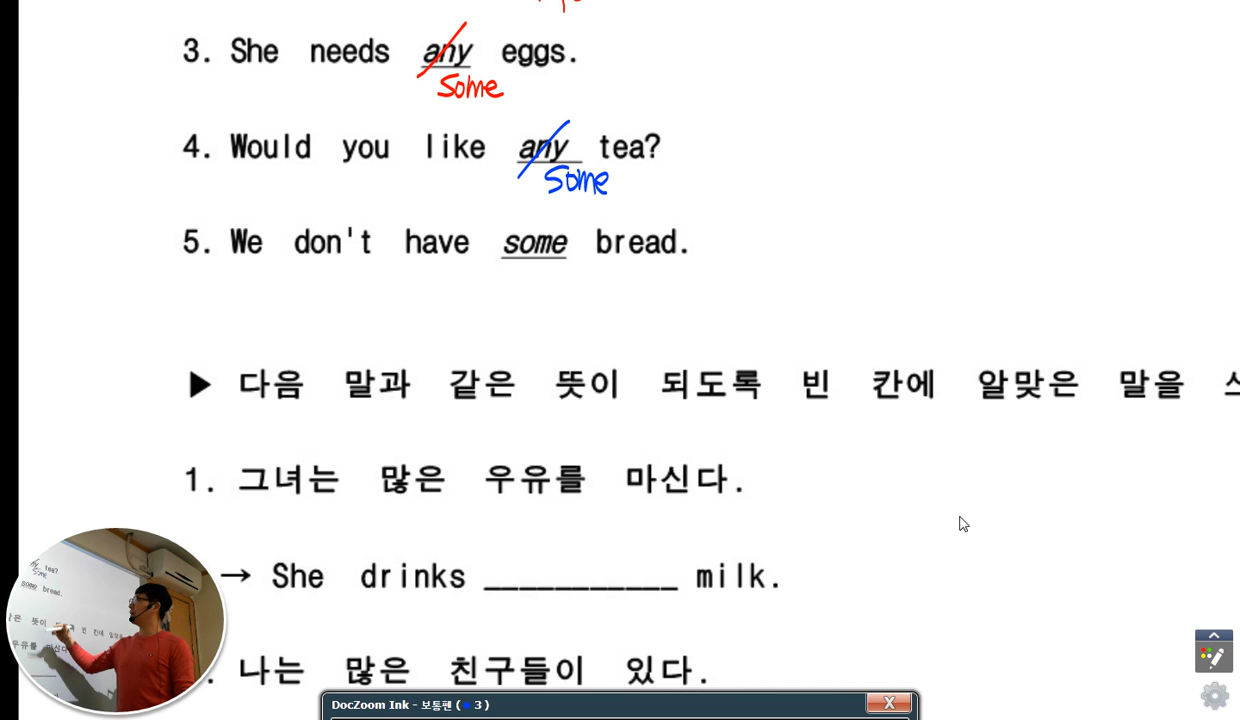 3. She needs any eggs.
some
4. Would you like any tea?
some
5. We don't have some bread.
▶ 다음 말과 같은 뜻이 되도록 빈 칸에 알맞은 말을
1. 그녀는 많은 우유를 마신다.
→ She drinks ___________ milk.
나는 많은 친구들이 있다.
DocZoom Ink - 보통펜 ( 3 )